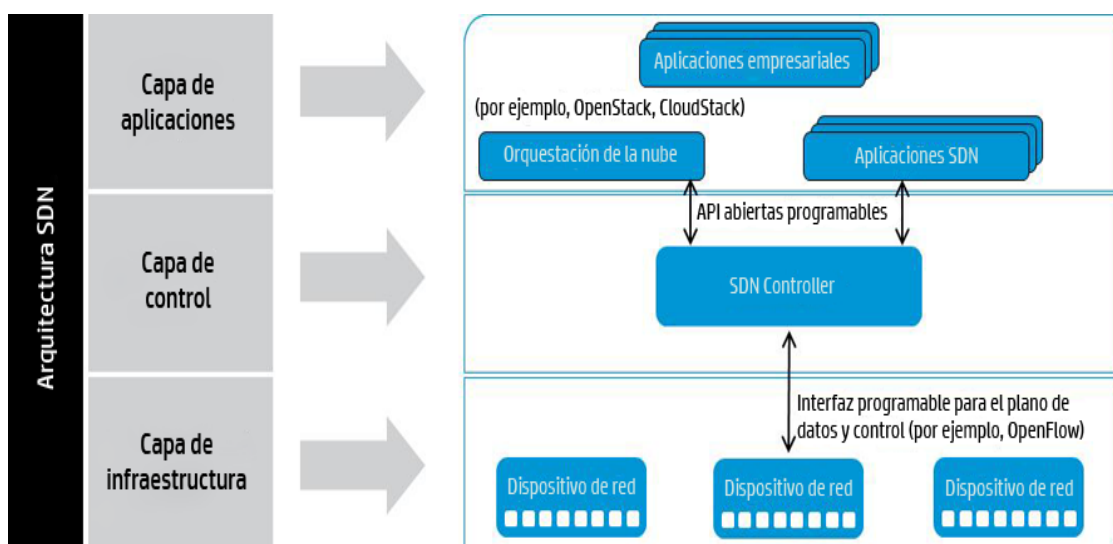 Arquitectura SDN
Capa de
aplicaciones
Aplicaciones empresariales
(por ejemplo, OpenStack, CloudStack)
Orquestación de la nube
Aplicaciones SDN
API abiertas programables
Capa de
control
SDN Controller
Interfaz programable para el plano de
datos y control (por ejemplo, OpenFlow)
Capa de
infraestructura
Dispositivo de red
Dispositivo de red
Dispositivo de red